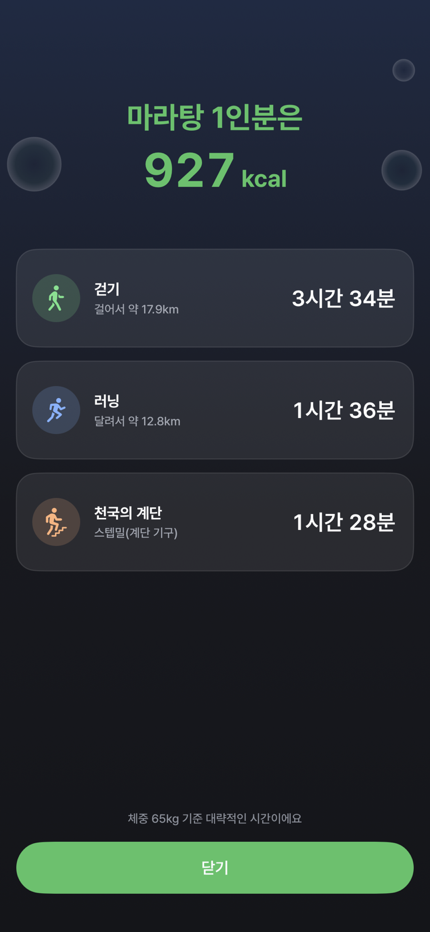 마라탕 1인분은
927 kcal
걷기
걸어서 약 17.9km
3시간 34분
러닝
달려서 약 12.8km
1시간 36분
천국의 계단
스텝밀(계단 기구)
1시간 28분
체중 65kg 기준 대략적인 시간이에요
닫기